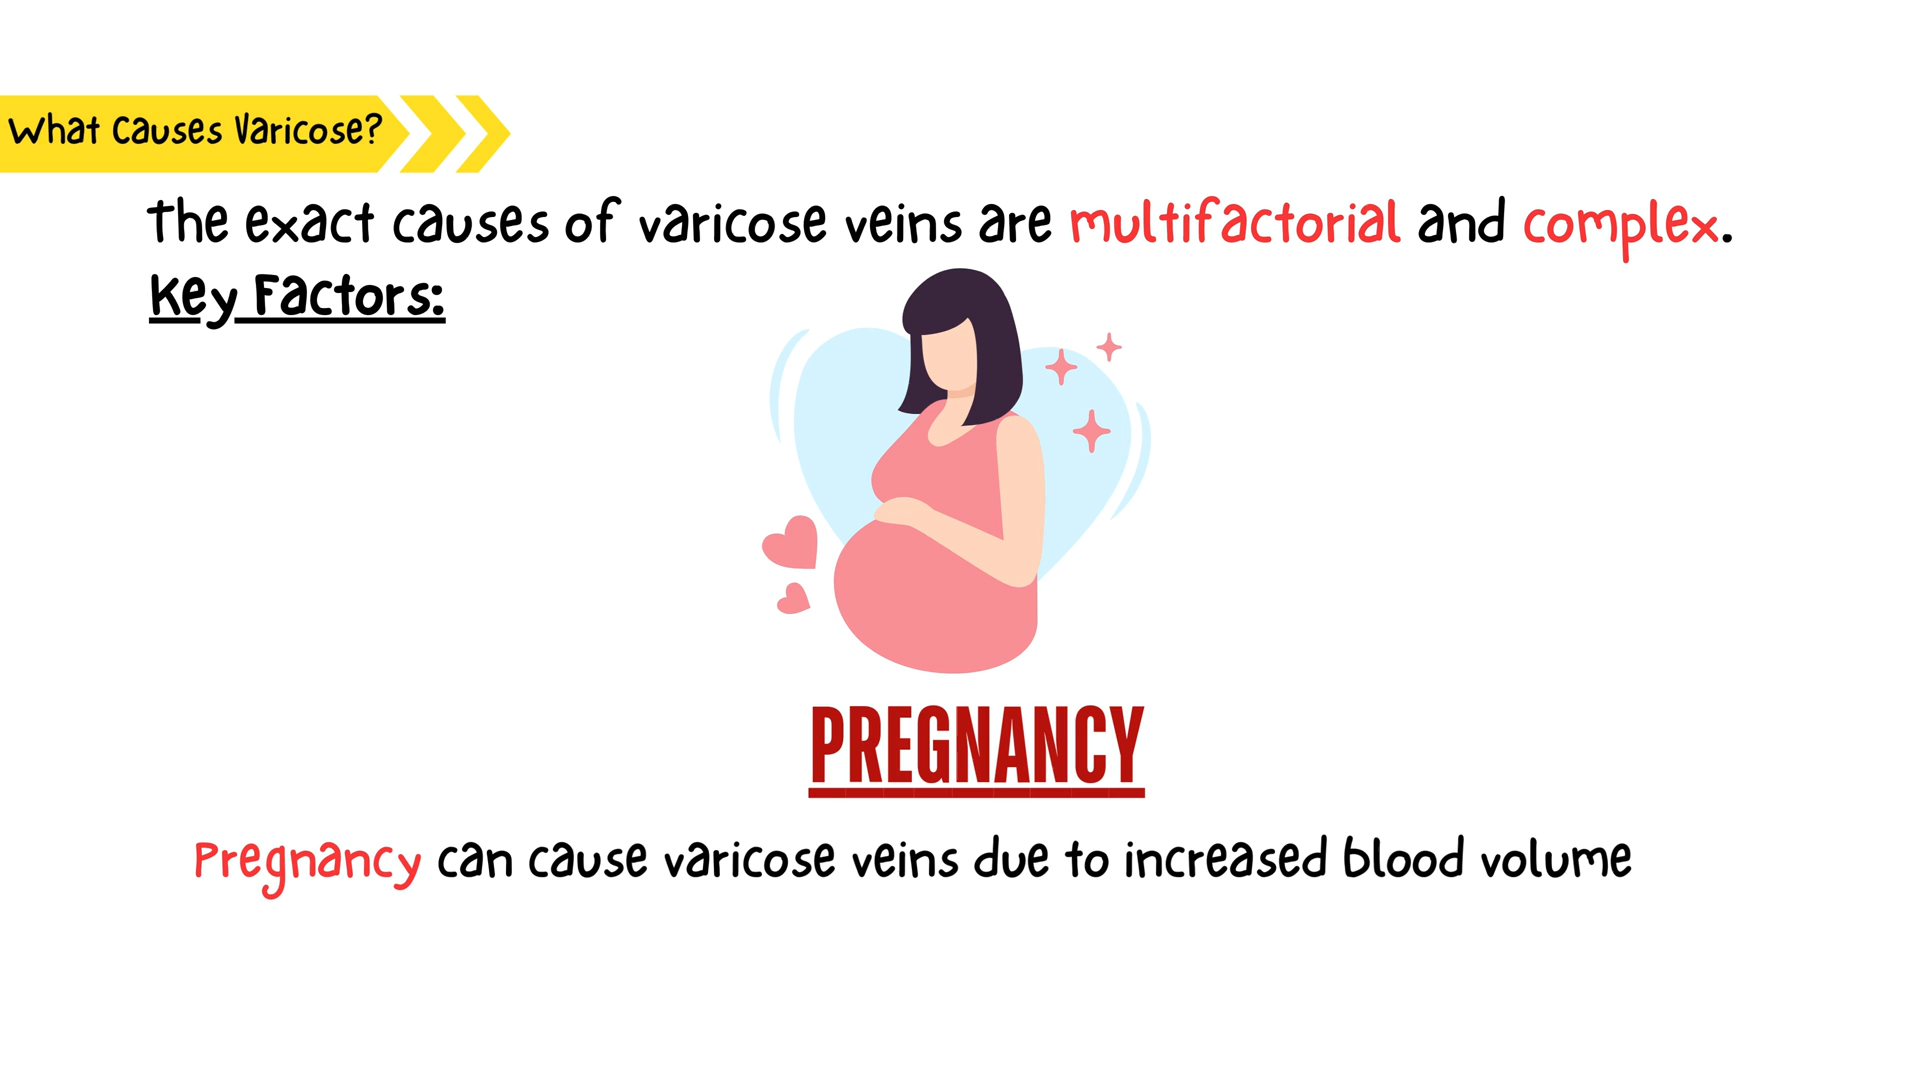 What Causes Varicose?
The exact causes of varicose veins are multifactorial and complex.
Key Factors:
PREGNANCY
Pregnancy can cause varicose veins due to increased blood volume